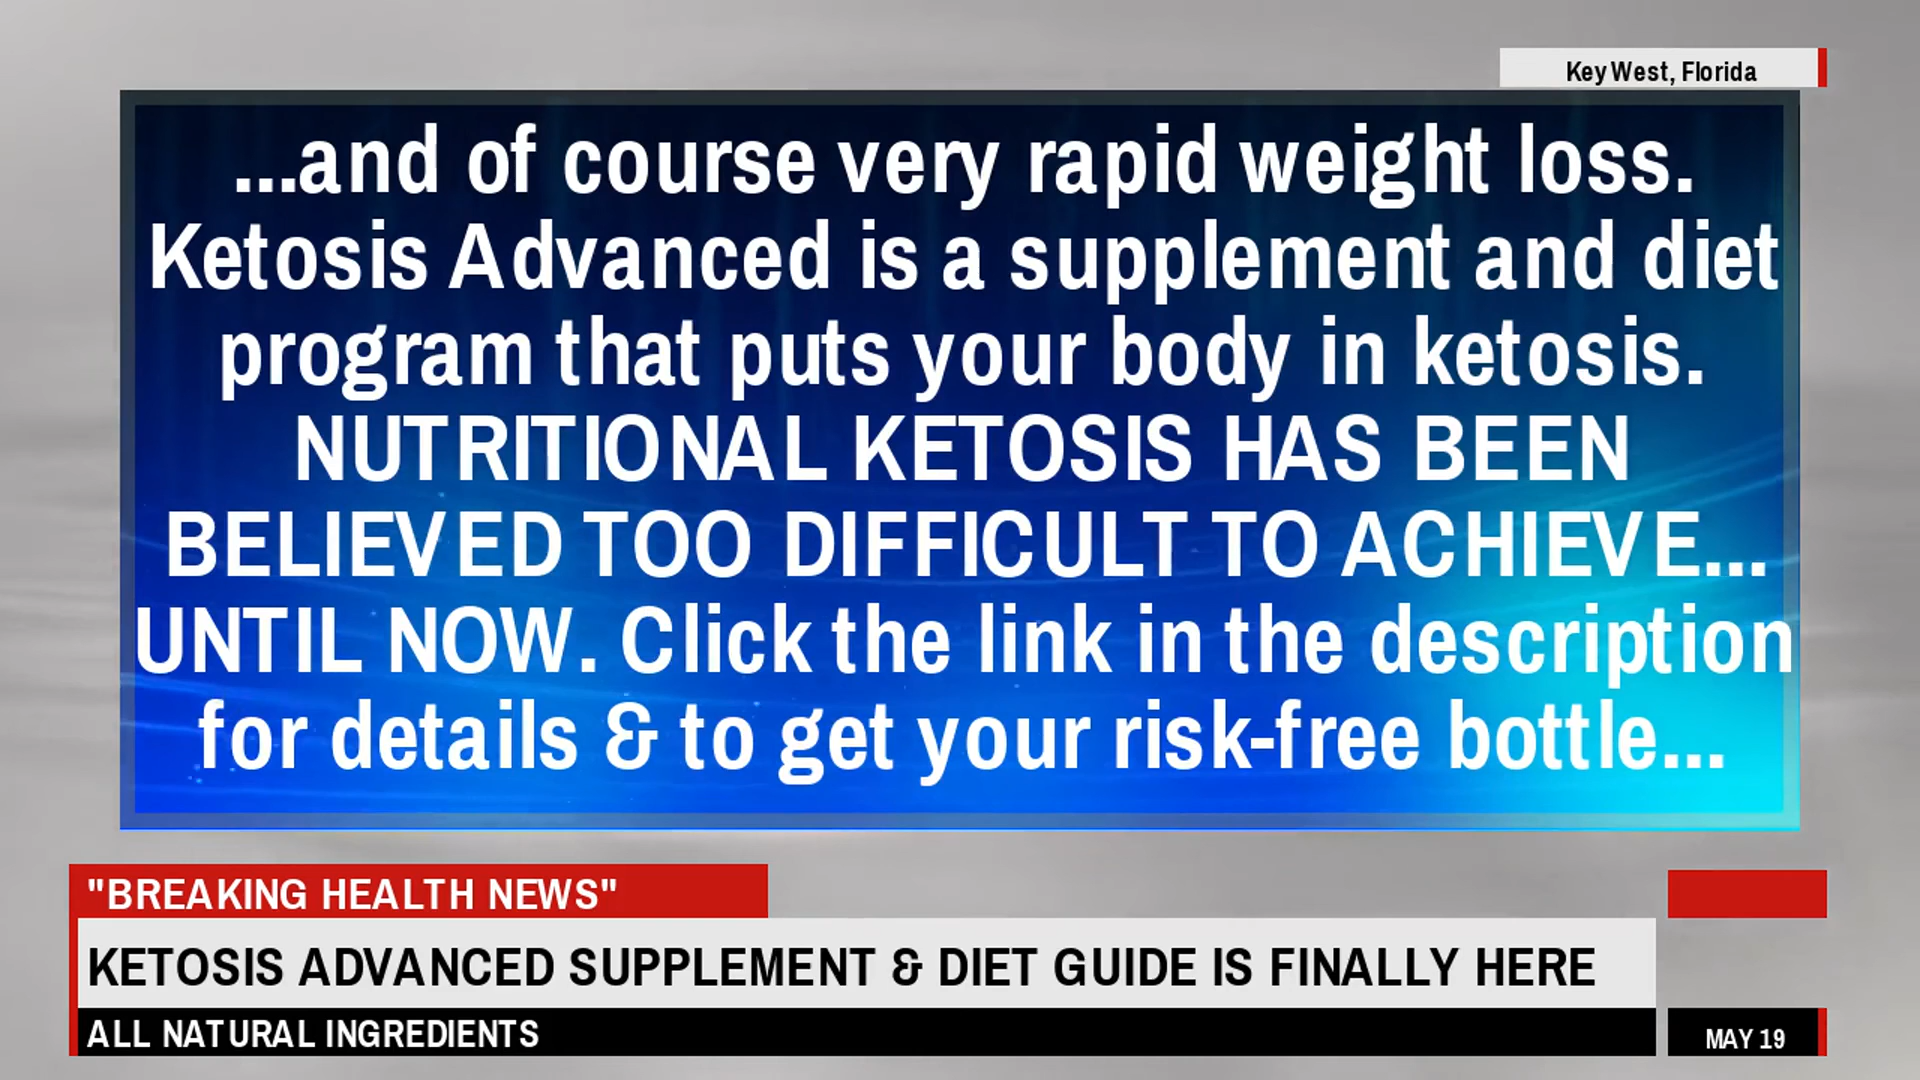 Key West, Florida
...and of course very rapid weight loss.
Ketosis Advanced is a supplement and diet
program that puts your body in ketosis.
NUTRITIONAL KETOSIS HAS BEEN
BELIEVED TOO DIFFICULT TO ACHIEVE...
UNTIL NOW. Click the link in the description
for details & to get your risk-free bottle...
"BREAKING HEALTH NEWS"
KETOSIS ADVANCED SUPPLEMENT & DIET GUIDE IS FINALLY HERE
ALL NATURAL INGREDIENTS
MAY 19